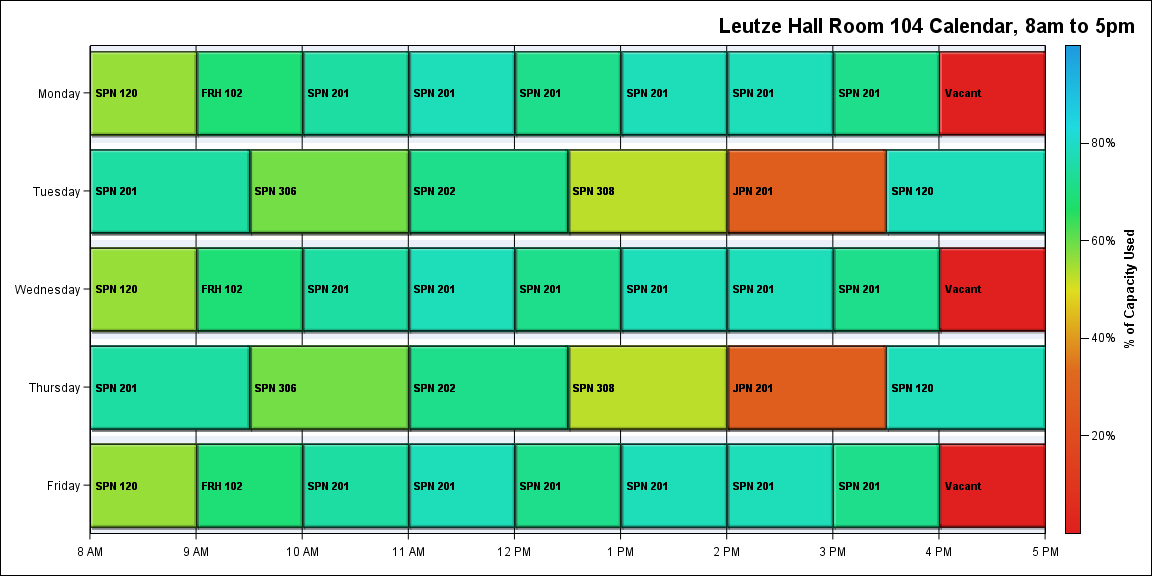 Leutze Hall Room 104 Calendar, 8am to 5pm
Monday
SPN 120
FRH 102
SPN 201
SPN 201
SPN 201
SPN 201
SPN 201
SPN 201
Vacant
Tuesday
SPN 201
SPN 306
SPN 202
SPN 308
JPN 201
SPN 120
Wednesday
SPN 120
FRH 102
SPN 201
SPN 201
SPN 201
SPN 201
SPN 201
SPN 201
Vacant
Thursday
SPN 201
SPN 306
SPN 202
SPN 308
JPN 201
SPN 120
Friday
SPN 120
FRH 102
SPN 201
SPN 201
SPN 201
SPN 201
SPN 201
SPN 201
Vacant
8 AM
9 AM
10 AM
11 AM
12 PM
1 PM
2 PM
3 PM
4 PM
5 PM
80%
60%
40%
20%
% of Capacity Used